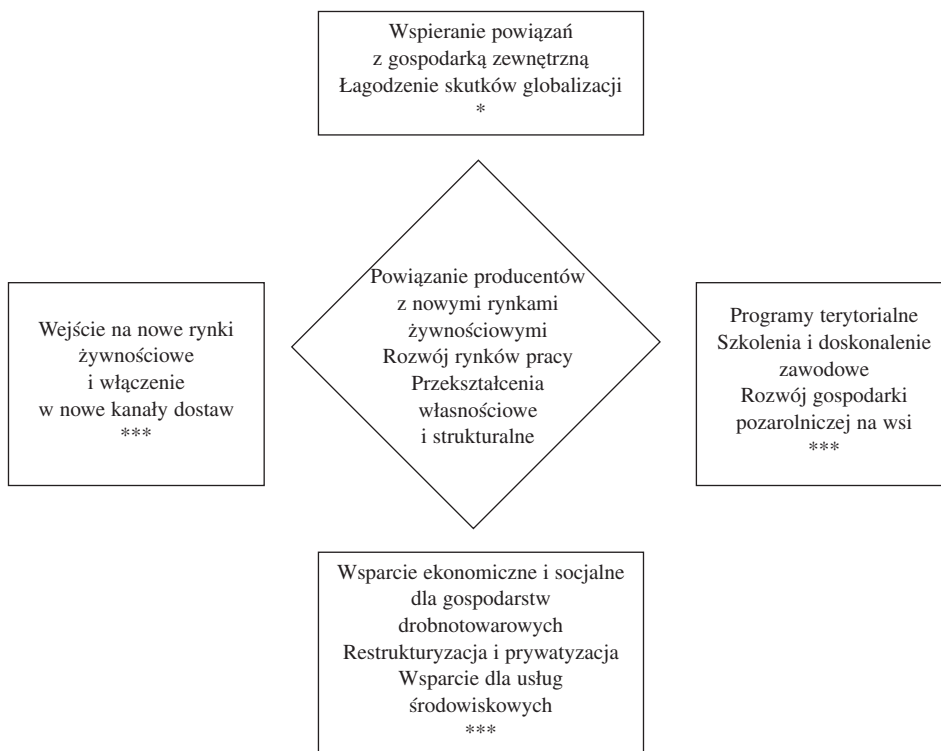 Wspieranie powiązań
z gospodarką zewnętrzną
Łagodzenie skutków globalizacji
*
Wejście na nowe rynki
żywnościowe
i włączenie
w nowe kanały dostaw
***
Powiązanie producentów
z nowymi rynkami
żywnościowymi
Rozwój rynków pracy
Przekształcenia
własnościowe
i strukturalne
Programy terytorialne
Szkolenia i doskonalenie
zawodowe
Rozwój gospodarki
pozarolniczej na wsi
***
Wsparcie ekonomiczne i socjalne
dla gospodarstw
drobnotowarowych
Restrukturyzacja i prywatyzacja
Wsparcie dla usług
środowiskowych
***